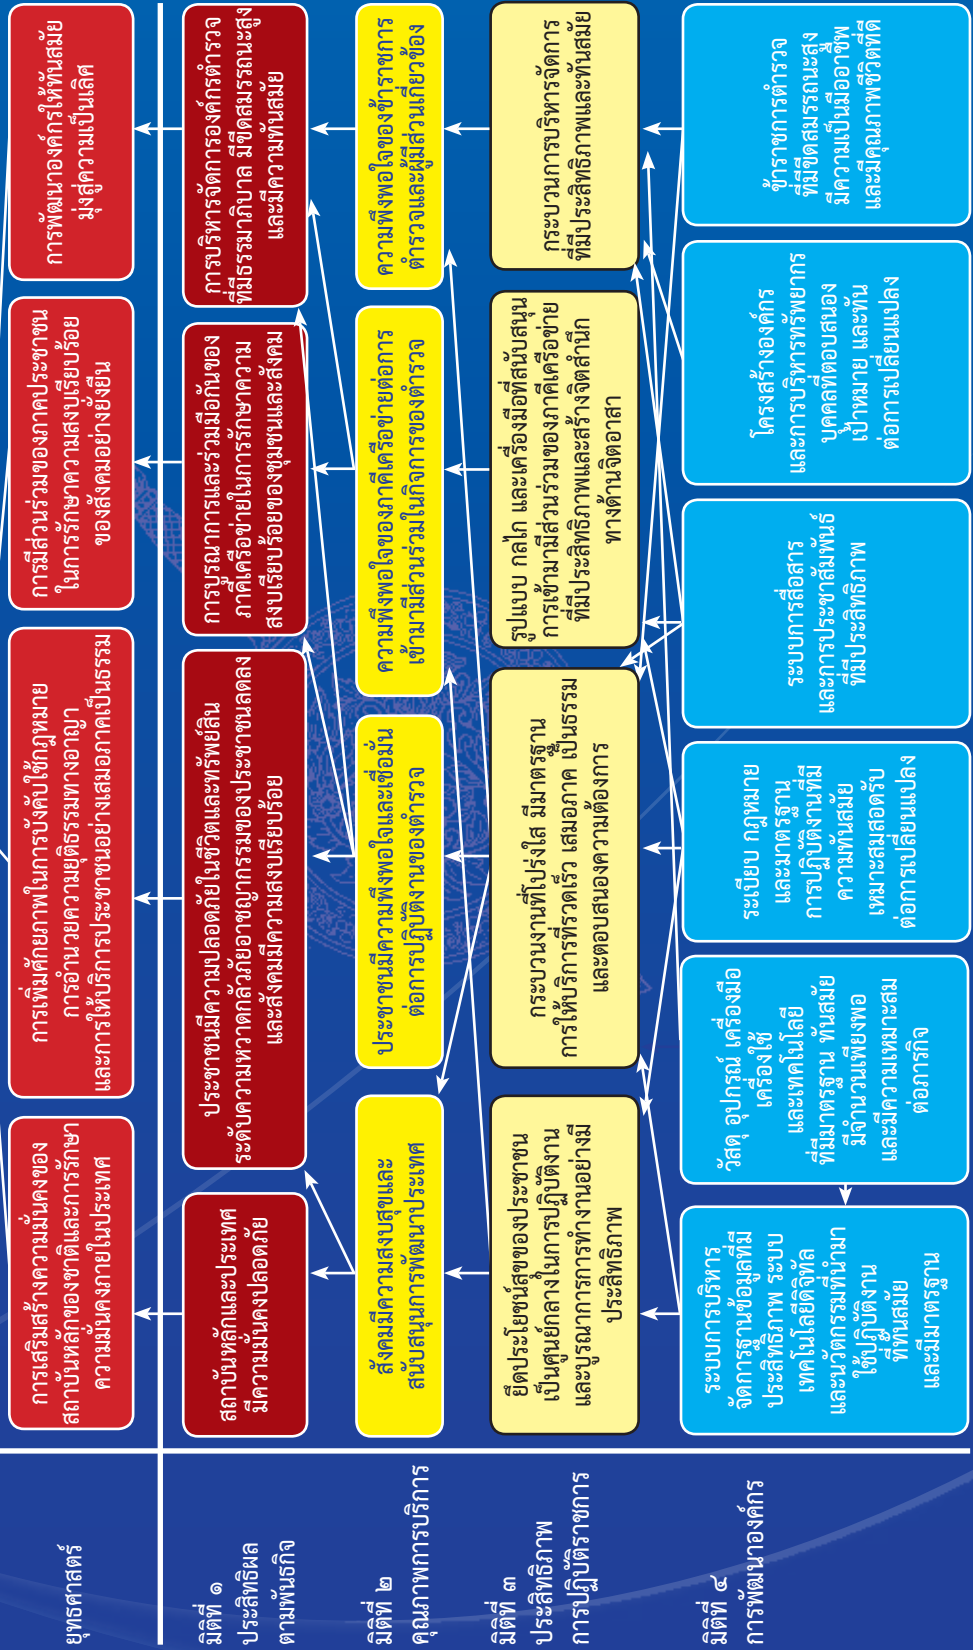 ยุทธศาสตร์
การเสริมสร้างความมั่นคงของ
สถาบันหลักของชาติและการรักษา
ความมั่นคงภายในประเทศ
การเพิ่มศักยภาพในการบังคับใช้กฎหมาย
การอำนวยความยุติธรรมทางอาญา
และการให้บริการประชาชนอย่างเสมอภาคเป็นธรรม
การมีส่วนร่วมของภาคประชาชน
ในการรักษาความสงบเรียบร้อย
ของสังคมอย่างยั่งยืน
การพัฒนาองค์กรให้ทันสมัย
มุ่งสู่ความเป็นเลิศ
มิติที่ ๑
ประสิทธิผล
ตามพันธกิจ
สถาบันหลักและประเทศ
มีความมั่นคงปลอดภัย
ประชาชนมีความปลอดภัยในชีวิตและทรัพย์สิน
ระดับความหวาดกลัวภัยอาชญากรรมของประชาชนลดลง
และสังคมมีความสงบเรียบร้อย
การบูรณาการและร่วมมือกันของ
ภาคีเครือข่ายในการรักษาความ
สงบเรียบร้อยของชุมชนและสังคม
การบริหารจัดการองค์กรตำรวจ
ที่มีธรรมาภิบาล มีขีดสมรรถนะสูง
และมีความทันสมัย
มิติที่ ๒
คุณภาพการบริการ
สังคมมีความสงบสุขและ
สนับสนุนการพัฒนาประเทศ
ประชาชนมีความพึงพอใจและเชื่อมั่น
ต่อการปฏิบัติงานของตำรวจ
ความพึงพอใจของภาคีเครือข่ายต่อการ
เข้ามามีส่วนร่วมในกิจการของตำรวจ
ความพึงพอใจของข้าราชการ
ตำรวจและผู้มีส่วนเกี่ยวข้อง
มิติที่ ๓
ประสิทธิภาพ
การปฏิบัติราชการ
ยึดประโยชน์สุขของประชาชน
เป็นศูนย์กลางในการปฏิบัติงาน
และบูรณาการการทำงานอย่างมี
ประสิทธิภาพ
กระบวนงานที่โปร่งใส มีมาตรฐาน
การให้บริการที่รวดเร็ว เสมอภาค เป็นธรรม
และตอบสนองความต้องการ
รูปแบบ กลไก และเครื่องมือที่สนับสนุน
การเข้ามามีส่วนร่วมของภาคีเครือข่าย
ที่มีประสิทธิภาพและสร้างจิตสำนึก
ทางด้านจิตอาสา
กระบวนการบริหารจัดการ
ที่มีประสิทธิภาพและทันสมัย
มิติที่ ๔
การพัฒนาองค์กร
ระบบการบริหาร
จัดการฐานข้อมูลที่มี
ประสิทธิภาพ ระบบ
เทคโนโลยีดิจิทัล
และนวัตกรรมที่นำมา
ใช้ปฏิบัติงาน
ที่ทันสมัย
และมีมาตรฐาน
วัสดุ อุปกรณ์ เครื่องมือ
เครื่องใช้
และเทคโนโลยี
ที่มีมาตรฐาน ทันสมัย
มีจำนวนเพียงพอ
และมีความเหมาะสม
ต่อภารกิจ
ระเบียบ กฎหมาย
และมาตรฐาน
การปฏิบัติงานที่มี
ความทันสมัย
เหมาะสมสอดรับ
ต่อการเปลี่ยนแปลง
ระบบการสื่อสาร
และการประชาสัมพันธ์
ที่มีประสิทธิภาพ
โครงสร้างองค์กร
และการบริหารทรัพยากร
บุคคลที่ตอบสนอง
เป้าหมาย และทัน
ต่อการเปลี่ยนแปลง
ข้าราชการตำรวจ
ที่มีขีดสมรรถนะสูง
มีความเป็นมืออาชีพ
และมีคุณภาพชีวิตที่ดี